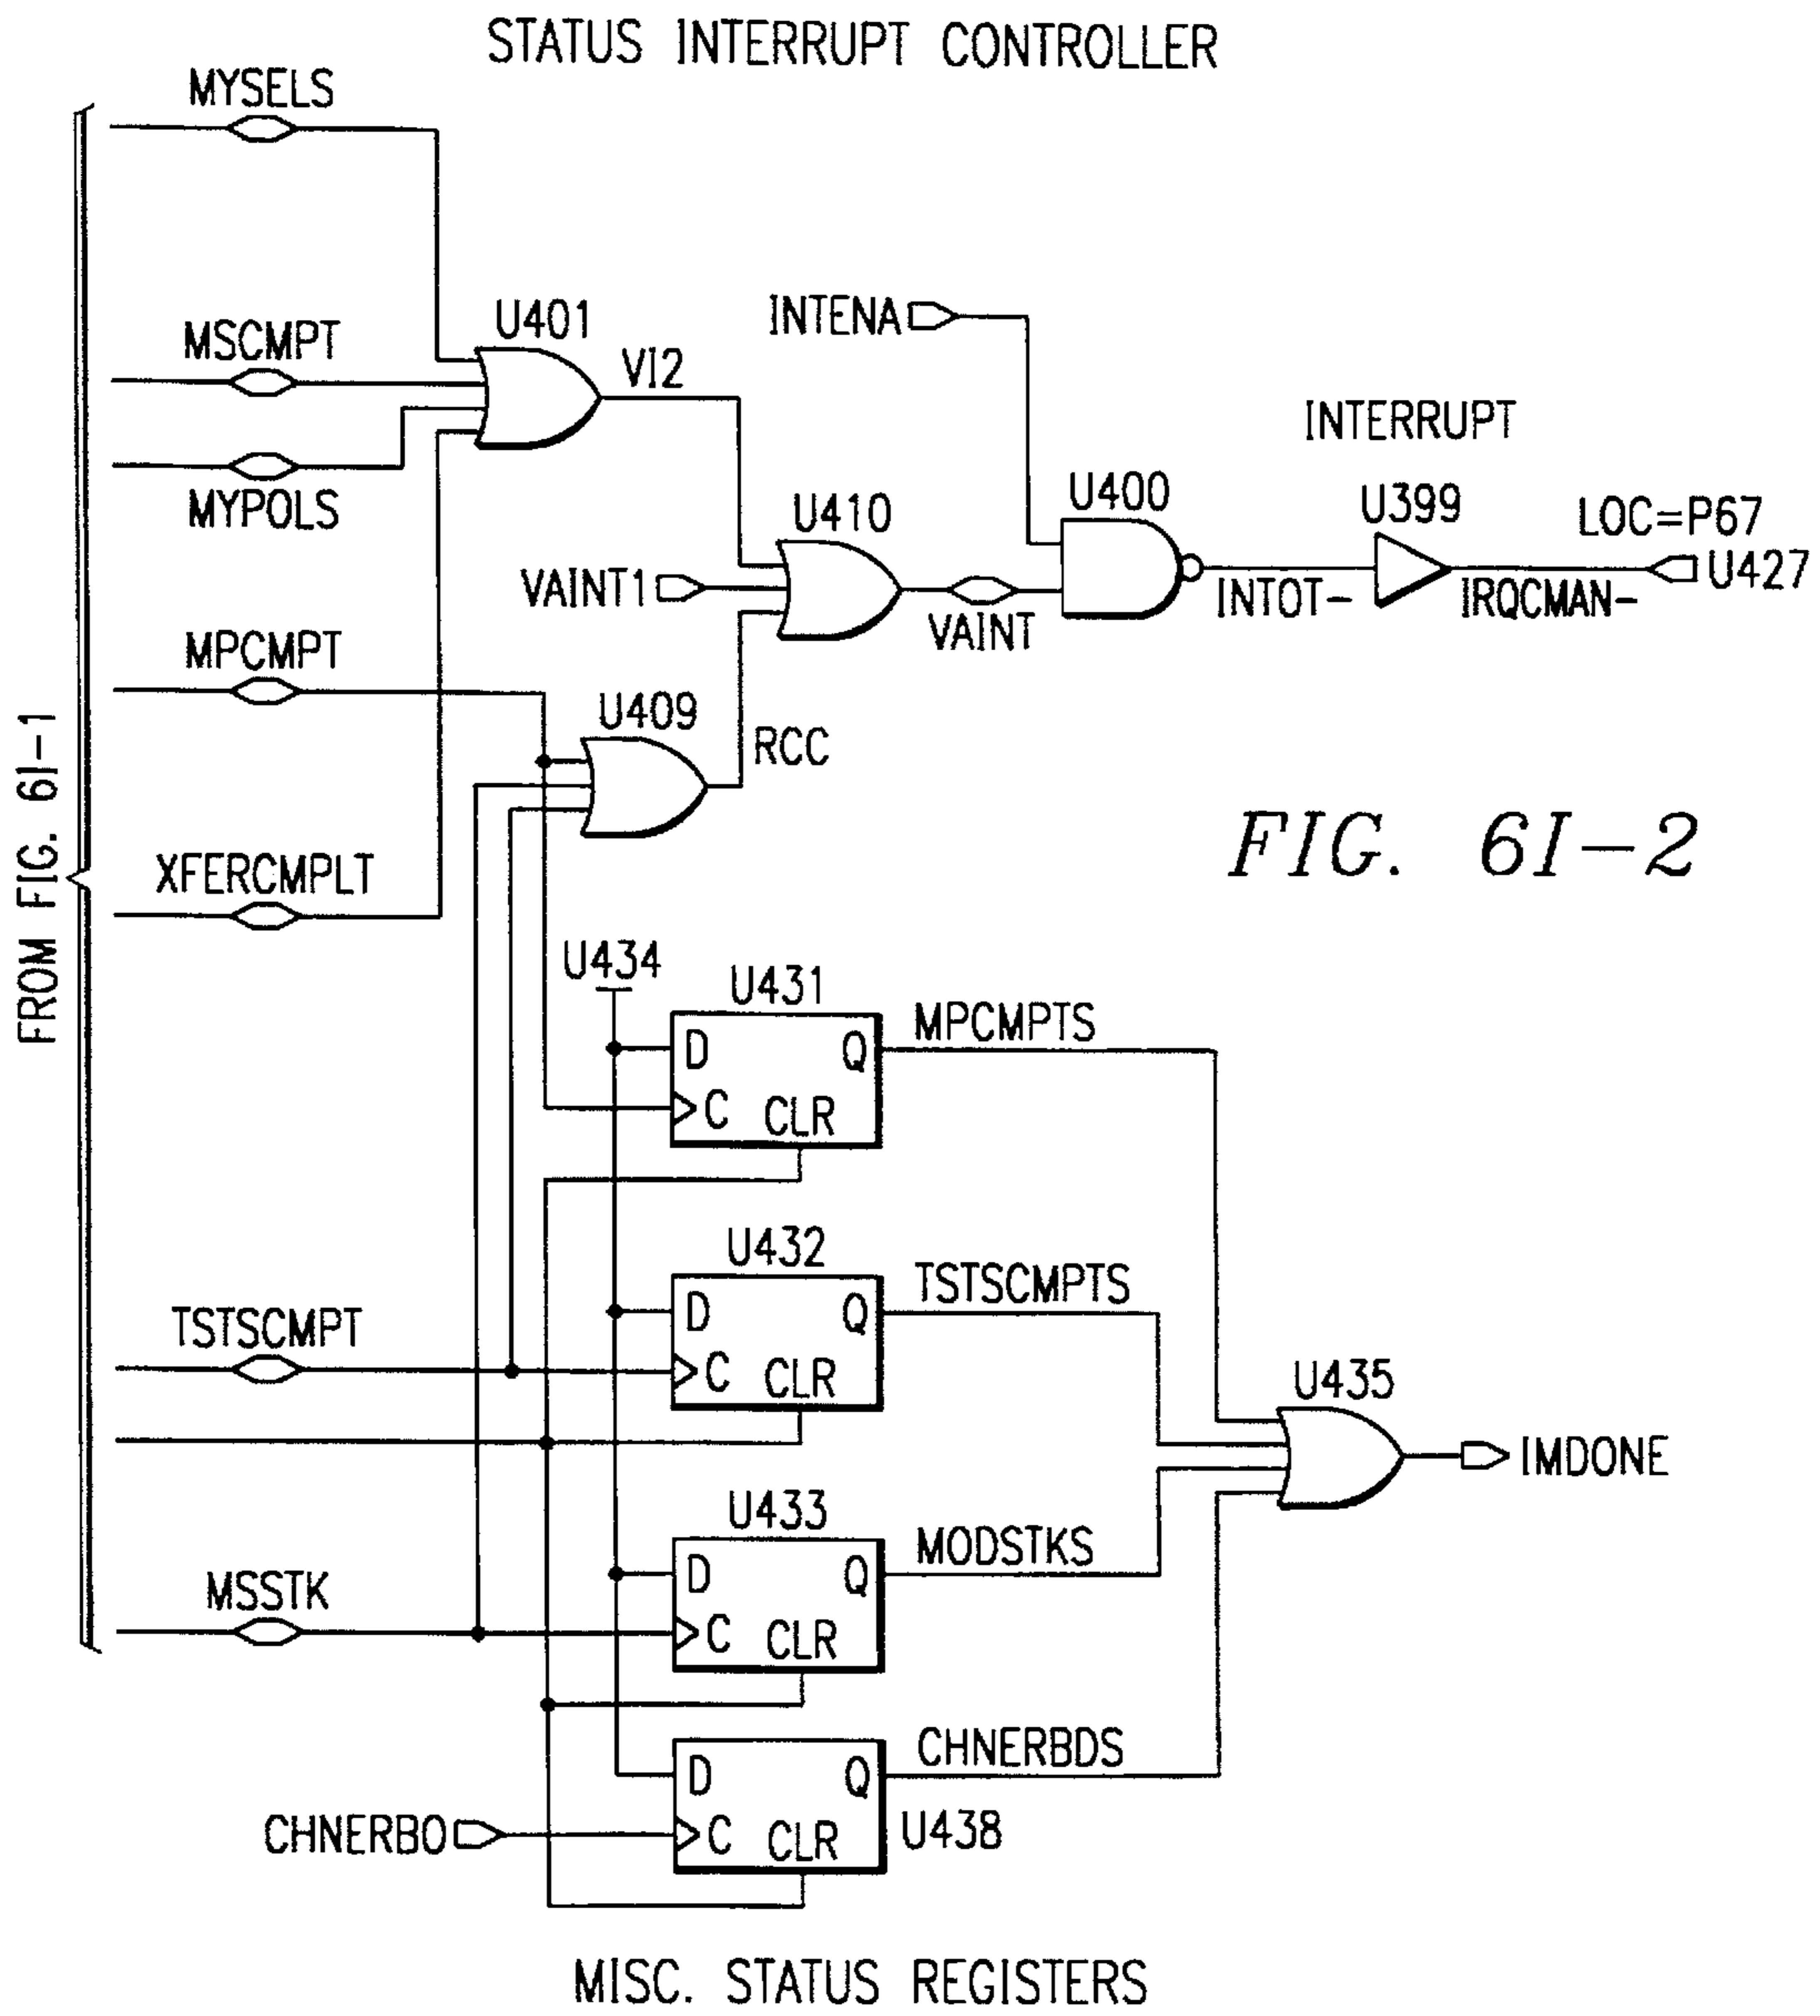 STATUS INTERRUPT CONTROLLER
MYSELS
MSCMPT
U401
VI2
INTENA
MYPOLS
INTERRUPT
U410
U400
U399
LOC=P67
VAINT1
VAINT
INTOT-
IRQCMAN-
U427
MPCMPT
U409
RCC
FROM FIG. 6I-1
XFERCMPLT
FIG. 6I-2
U434
U431
D
Q
C
CLR
MPCMPTS
U432
D
Q
C
CLR
TSTSCMPTS
TSTSCMPT
U435
IMDONE
U433
D
Q
C
CLR
MODSTKS
MSSTK
CHNERBDS
D
Q
C
CLR
U438
CHNERBO
MISC. STATUS REGISTERS